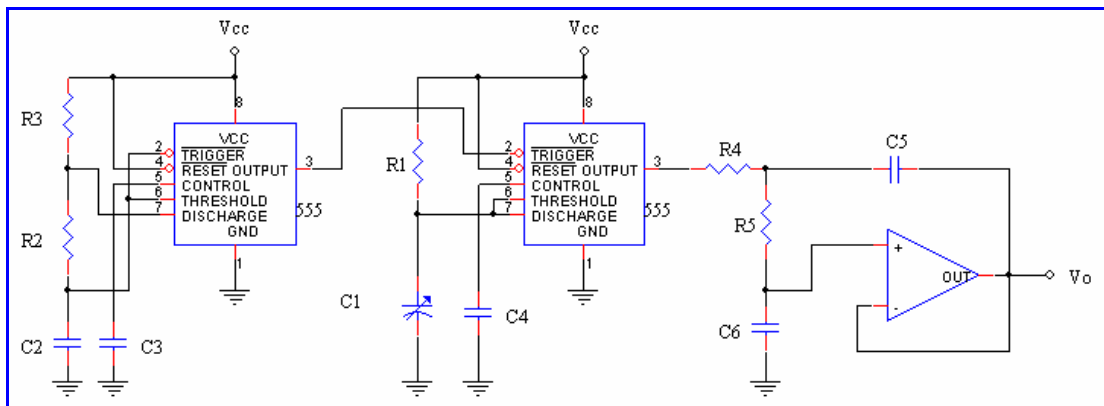 Vcc
Vcc
R3
8
VCC
2
TRIGGER
4
RESET OUTPUT
3
5
CONTROL
6
THRESHOLD
7
DISCHARGE
GND
555
1
R2
C2
C3
R1
8
VCC
2
TRIGGER
4
RESET OUTPUT
3
5
CONTROL
6
THRESHOLD
7
DISCHARGE
GND
555
1
C1
C4
R4
C5
R5
+
OUT
-
Vo
C6